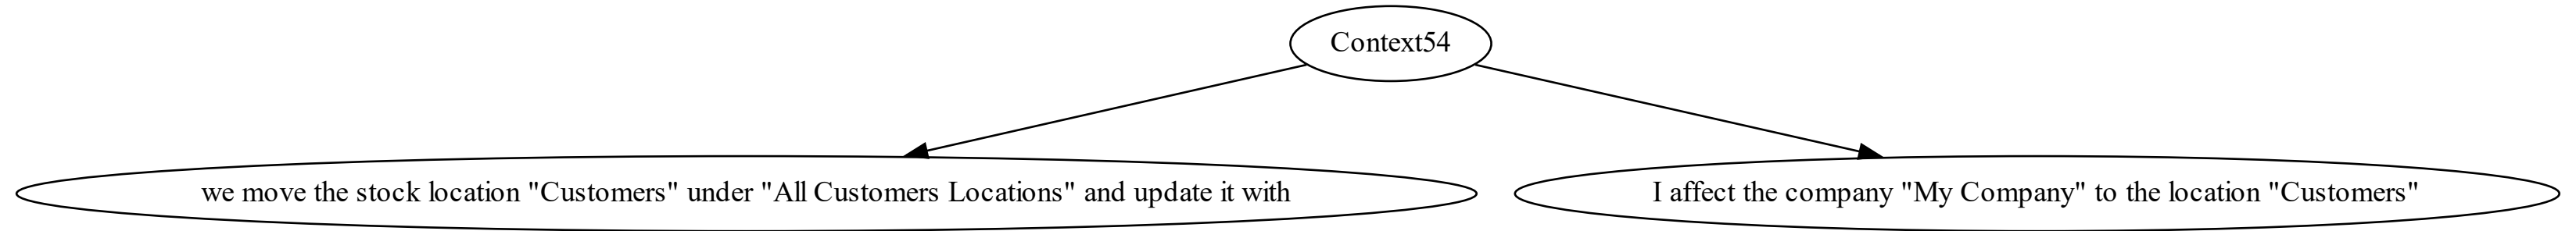 Context54
we move the stock location "Customers" under "All Customers Locations" and update it with
I affect the company "My Company" to the location "Customers"